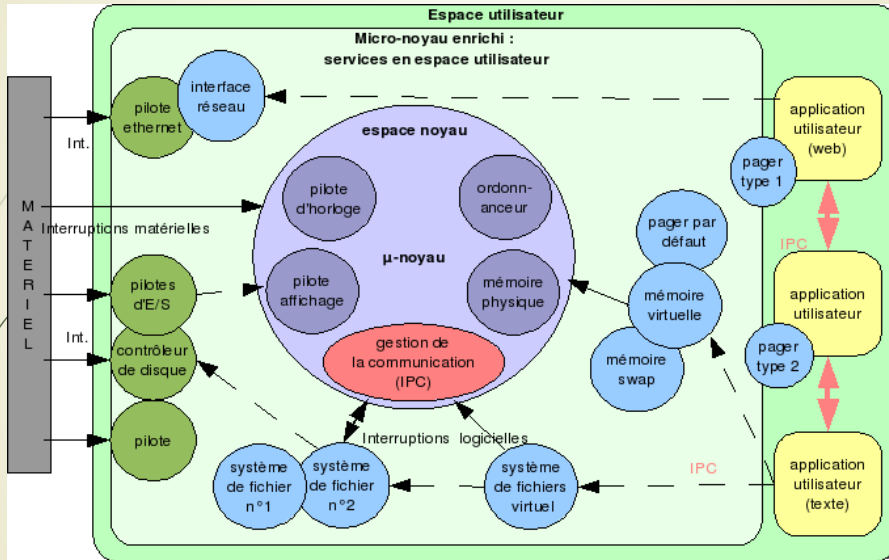 Espace utilisateur
Micro-noyau enrichi :
services en espace utilisateur
MATERIEL
Int.
pilote
ethernet
interface
réseau
espace noyau
pilote
d'horloge
ordonn-
anceur
Interruptions matérielles
µ-noyau
pilote
affichage
mémoire
physique
gestion de
la communication
(IPC)
pilotes
d'E/S
Int.
contrôleur
de disque
pilote
Interruptions logicielles
système
de fichier
n°1
système
de fichier
n°2
système
de fichiers
virtuel
pager par
défaut
mémoire
virtuelle
mémoire
swap
application
utilisateur
(web)
pager
type 1
IPC
application
utilisateur
pager
type 2
IPC
application
utilisateur
(texte)